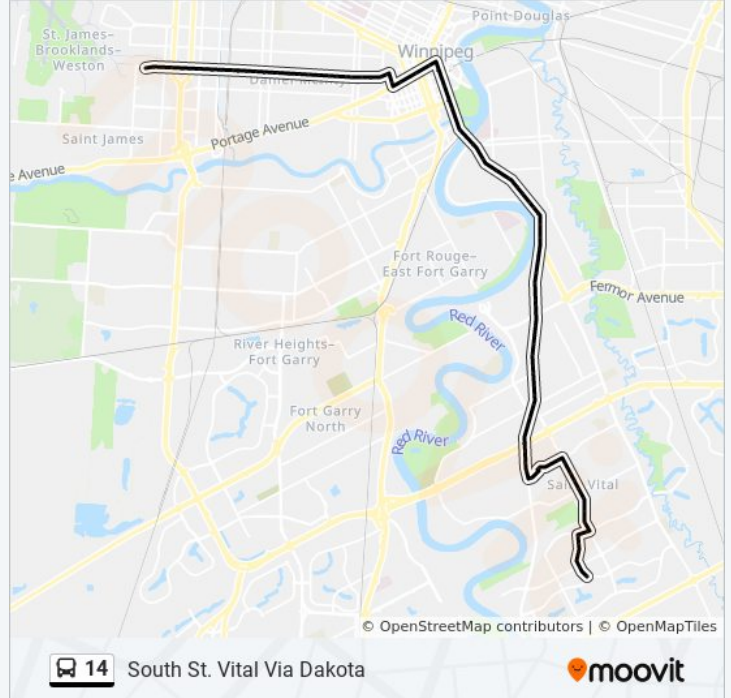 Point-Douglas
St. James–
Brooklands–
Weston
Winnipeg
Saint James
Portage Avenue
e Avenue
Fort Rouge–
East Fort Garry
Fermor Avenue
Red River
River Heights–
Fort Garry
Fort Garry
North
Red River
Vital
© OpenStreetMap contributors | © OpenMapTiles
14 South St. Vital Via Dakota
moovit